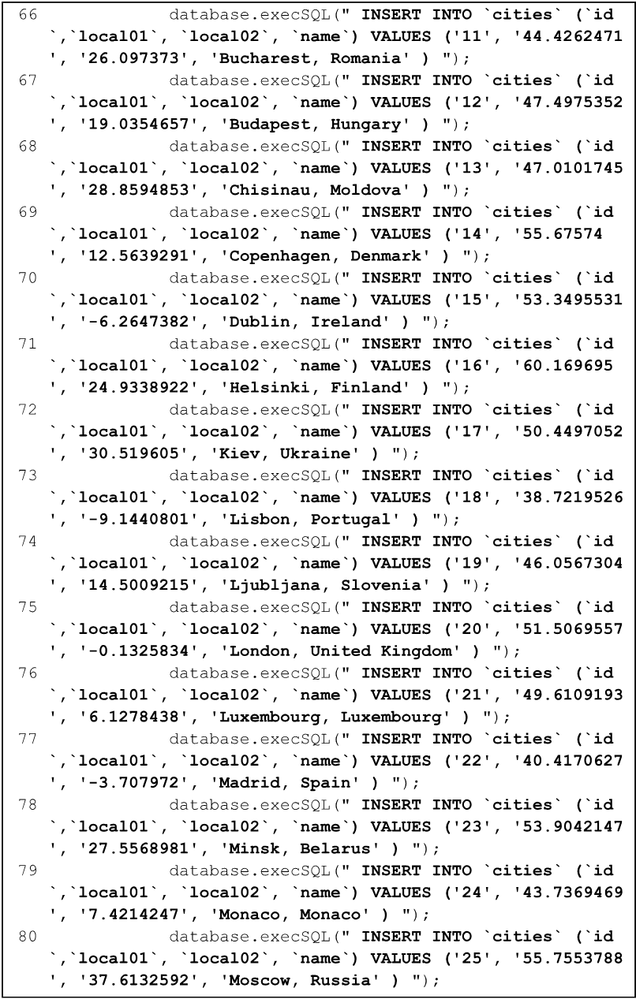 66 database.execSQL(" INSERT INTO `cities` (`id
`,`local01`, `local02`, `name`) VALUES ('11', '44.4262471
', '26.097373', 'Bucharest, Romania' ) ");
67 database.execSQL(" INSERT INTO `cities` (`id
`,`local01`, `local02`, `name`) VALUES ('12', '47.4975352
', '19.0354657', 'Budapest, Hungary' ) ");
68 database.execSQL(" INSERT INTO `cities` (`id
`,`local01`, `local02`, `name`) VALUES ('13', '47.0101745
', '28.8594853', 'Chisinau, Moldova' ) ");
69 database.execSQL(" INSERT INTO `cities` (`id
`,`local01`, `local02`, `name`) VALUES ('14', '55.67574
', '12.5639291', 'Copenhagen, Denmark' ) ");
70 database.execSQL(" INSERT INTO `cities` (`id
`,`local01`, `local02`, `name`) VALUES ('15', '53.3495531
', '-6.2647382', 'Dublin, Ireland' ) ");
71 database.execSQL(" INSERT INTO `cities` (`id
`,`local01`, `local02`, `name`) VALUES ('16', '60.169695
', '24.9338922', 'Helsinki, Finland' ) ");
72 database.execSQL(" INSERT INTO `cities` (`id
`,`local01`, `local02`, `name`) VALUES ('17', '50.4497052
', '30.519605', 'Kiev, Ukraine' ) ");
73 database.execSQL(" INSERT INTO `cities` (`id
`,`local01`, `local02`, `name`) VALUES ('18', '38.7219526
', '-9.1440801', 'Lisbon, Portugal' ) ");
74 database.execSQL(" INSERT INTO `cities` (`id
`,`local01`, `local02`, `name`) VALUES ('19', '46.0567304
', '14.5009215', 'Ljubljana, Slovenia' ) ");
75 database.execSQL(" INSERT INTO `cities` (`id
`,`local01`, `local02`, `name`) VALUES ('20', '51.5069557
', '-0.1325834', 'London, United Kingdom' ) ");
76 database.execSQL(" INSERT INTO `cities` (`id
`,`local01`, `local02`, `name`) VALUES ('21', '49.6109193
', '6.1278438', 'Luxembourg, Luxembourg' ) ");
77 database.execSQL(" INSERT INTO `cities` (`id
`,`local01`, `local02`, `name`) VALUES ('22', '40.4170627
', '-3.707972', 'Madrid, Spain' ) ");
78 database.execSQL(" INSERT INTO `cities` (`id
`,`local01`, `local02`, `name`) VALUES ('23', '53.9042147
', '27.5568981', 'Minsk, Belarus' ) ");
79 database.execSQL(" INSERT INTO `cities` (`id
`,`local01`, `local02`, `name`) VALUES ('24', '43.7369469
', '7.4214247', 'Monaco, Monaco' ) ");
80 database.execSQL(" INSERT INTO `cities` (`id
`,`local01`, `local02`, `name`) VALUES ('25', '55.7553788
', '37.6132592', 'Moscow, Russia' ) ");